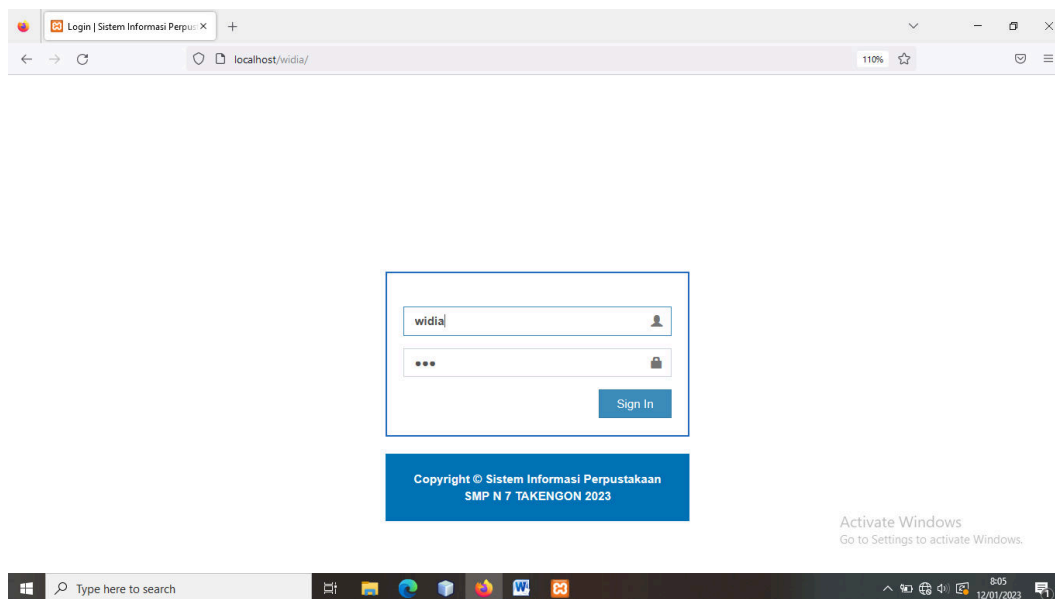 Login | Sistem Informasi Perpus
localhost/widia/
110%
widia
Sign In
Copyright © Sistem Informasi Perpustakaan
SMP N 7 TAKENGON 2023
Activate Windows
Go to Settings to activate Windows.
Type here to search
8:05
12/01/2023